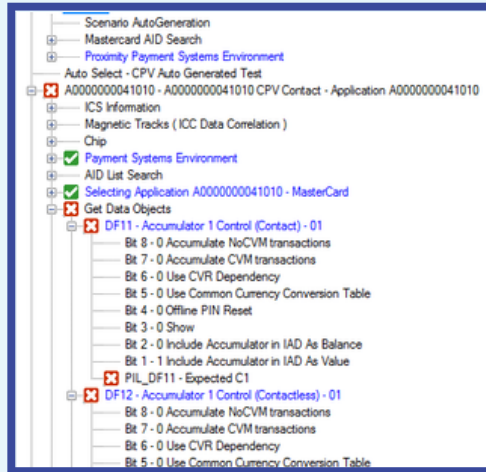 Scenario AutoGeneration
Mastercard AID Search
Proximity Payment Systems Environment
Auto Select - CPV Auto Generated Test
A0000000041010 - A0000000041010 CPV Contact - Application A0000000041010
ICS Information
Magnetic Tracks ( ICC Data Correlation )
Chip
Payment Systems Environment
AID List Search
Selecting Application A0000000041010 - MasterCard
Get Data Objects
DF11 - Accumulator 1 Control (Contact) - 01
Bit 8 - 0 Accumulate NoCVM transactions
Bit 7 - 0 Accumulate CVM transactions
Bit 6 - 0 Use CVR Dependency
Bit 5 - 0 Use Common Currency Conversion Table
Bit 4 - 0 Offline PIN Reset
Bit 3 - 0 Show
Bit 2 - 0 Include Accumulator in IAD As Balance
Bit 1 - 1 Include Accumulator in IAD As Value
PIL_DF11 - Expected C1
DF12 - Accumulator 1 Control (Contactless) - 01
Bit 8 - 0 Accumulate NoCVM transactions
Bit 7 - 0 Accumulate CVM transactions
Bit 6 - 0 Use CVR Dependency
Bit 5 - 0 Use Common Currency Conversion Table